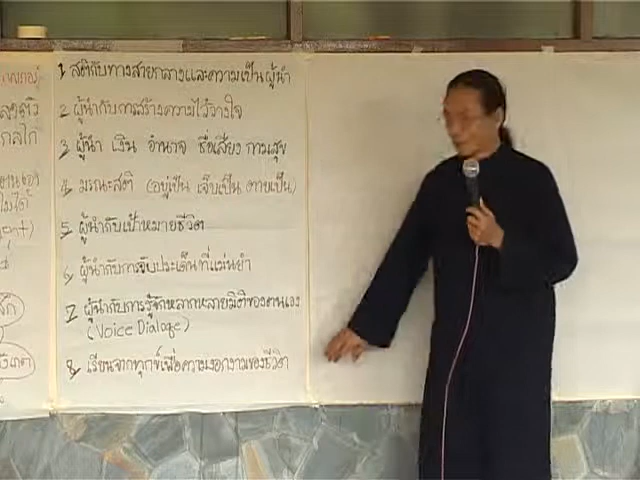 1. สติกับทางสายกลางและความเป็นผู้นำ
2. ผู้นำกับการสร้างความไว้วางใจ
3. ผู้นำ เงิน อำนาจ ชื่อเสียง กามสุข
4. มรณะสติ (อยู่เป็น เจ็บเป็น ตายเป็น)
5. ผู้นำกับเป้าหมายชีวิต
6. ผู้นำกับการจับประเด็นที่แม่นยำ
7. ผู้นำกับการรู้จักหลากหลายมิติของตนเอง
(Voice Dialoge)
8. เรียนจากทุกข์เพื่อความงอกงามของชีวิต